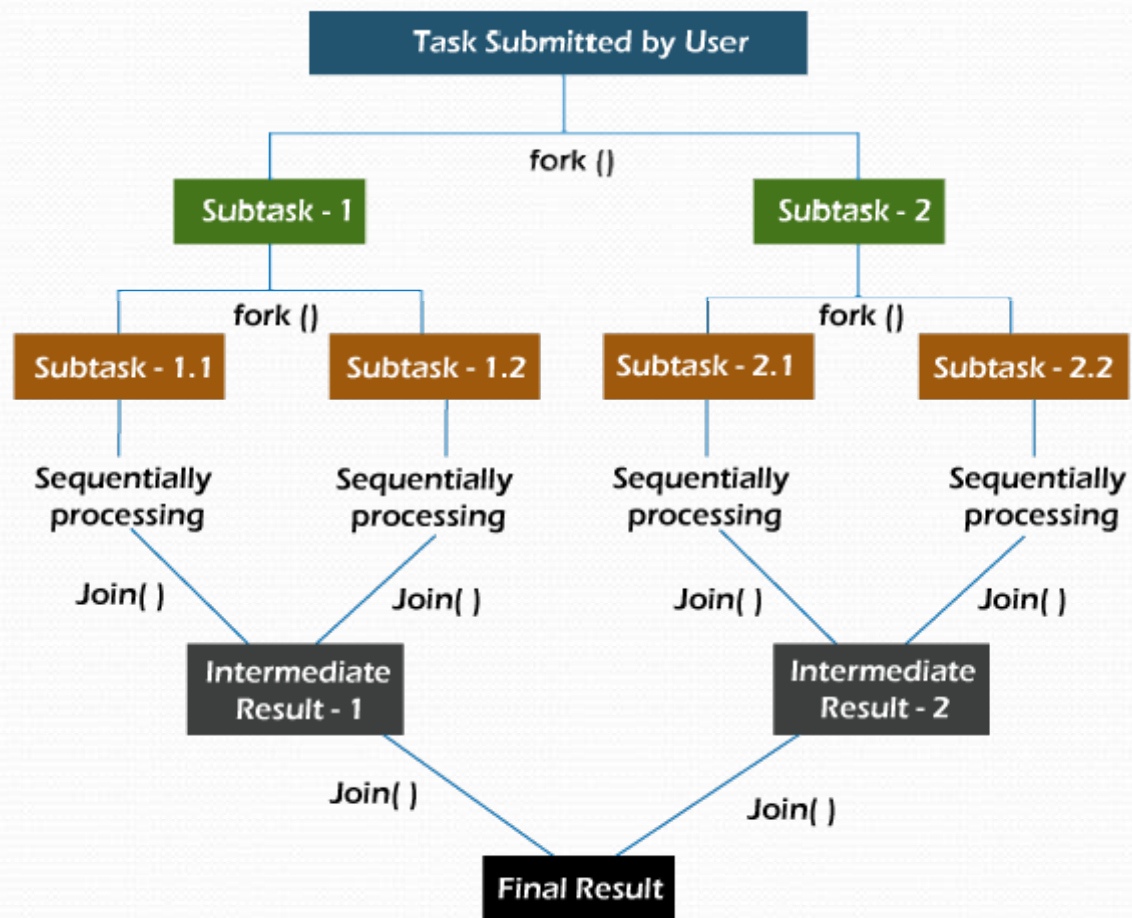 Task Submitted by User
fork ()
Subtask - 1
Subtask - 2
fork ()
fork ()
Subtask - 1.1
Subtask - 1.2
Subtask - 2.1
Subtask - 2.2
Sequentially
processing
Sequentially
processing
Sequentially
processing
Sequentially
processing
Join( )
Join( )
Join( )
Join( )
Intermediate
Result - 1
Intermediate
Result - 2
Join( )
Join( )
Final Result